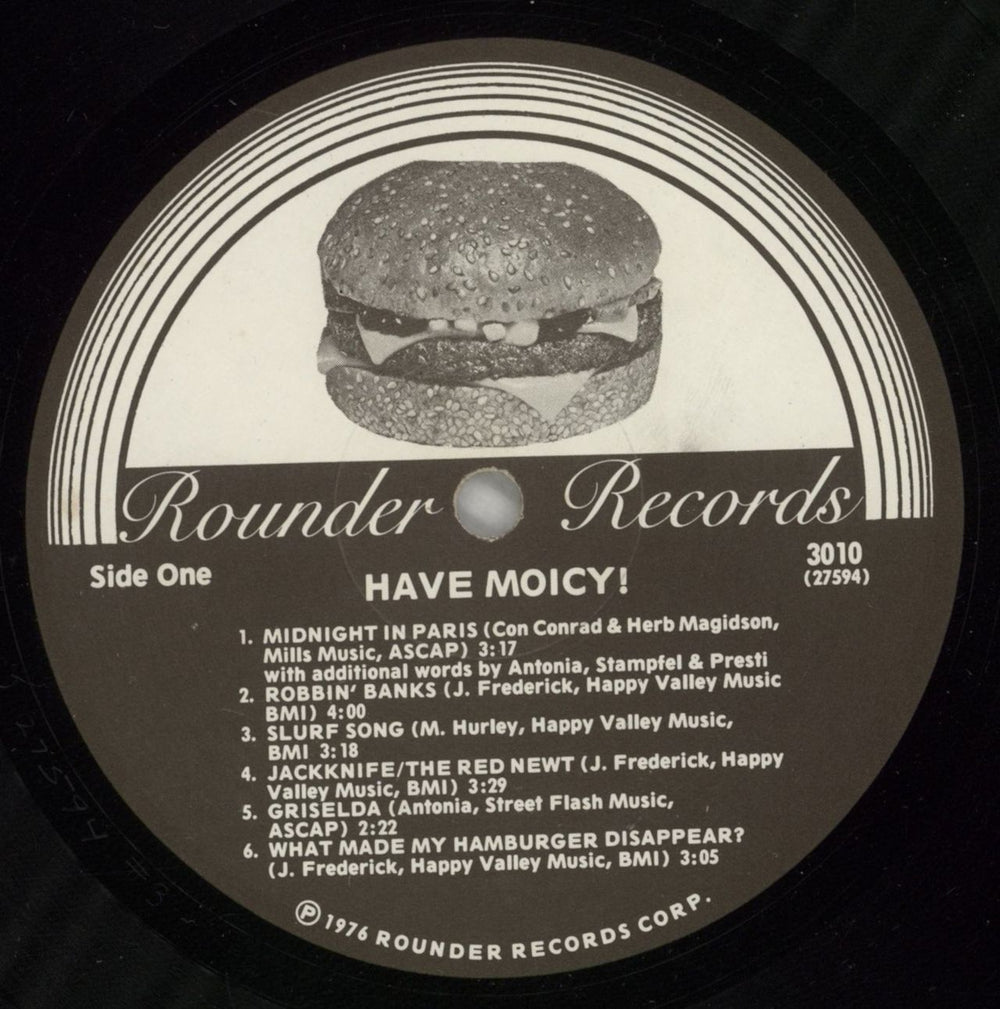 Rounder Records
Side One
3010
(27594)
HAVE MOICY!
1. MIDNIGHT IN PARIS (Con Conrad & Herb Magidson,
Mills Music, ASCAP) 3:17
with additional words by Antonia, Stampfel & Presti
2. ROBBIN' BANKS (J. Frederick, Happy Valley Music
BMI) 4:00
3. SLURF SONG (M. Hurley, Happy Valley Music,
BMI 3:18
4. JACKKNIFE/THE RED NEWT (J. Frederick, Happy
Valley Music, BMI) 3:29
5. GRISELDA (Antonia, Street Flash Music,
ASCAP) 2:22
6. WHAT MADE MY HAMBURGER DISAPPEAR?
(J. Frederick, Happy Valley Music, BMI) 3:05
Ⓟ 1976 ROUNDER RECORDS CORP.